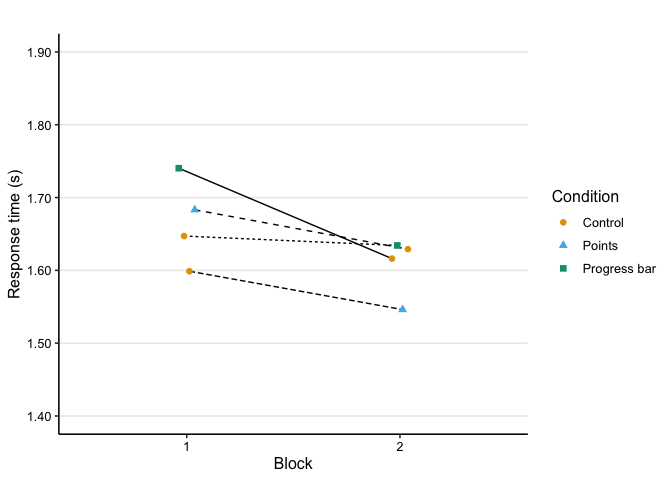 1.90
1.80
1.70
1.60
1.50
1.40
Response time (s)
1
2
Block
Condition
Control
Points
Progress bar